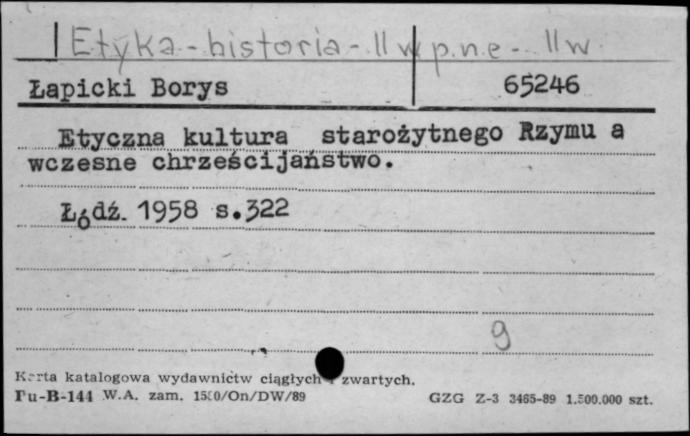 Etyka - historia - II w p.n.e - II w.
Łapicki Borys 65246
Etyczna kultura starożytnego Rzymu a
wczesne chrześcijaństwo.
Łódź. 1958 s.322
9
Karta katalogowa wydawnictw ciągłych i zwartych.
Pu-B-144 W.A. zam. 1500/On/DW/89 GZG Z-3 3465-89 1.500.000 szt.